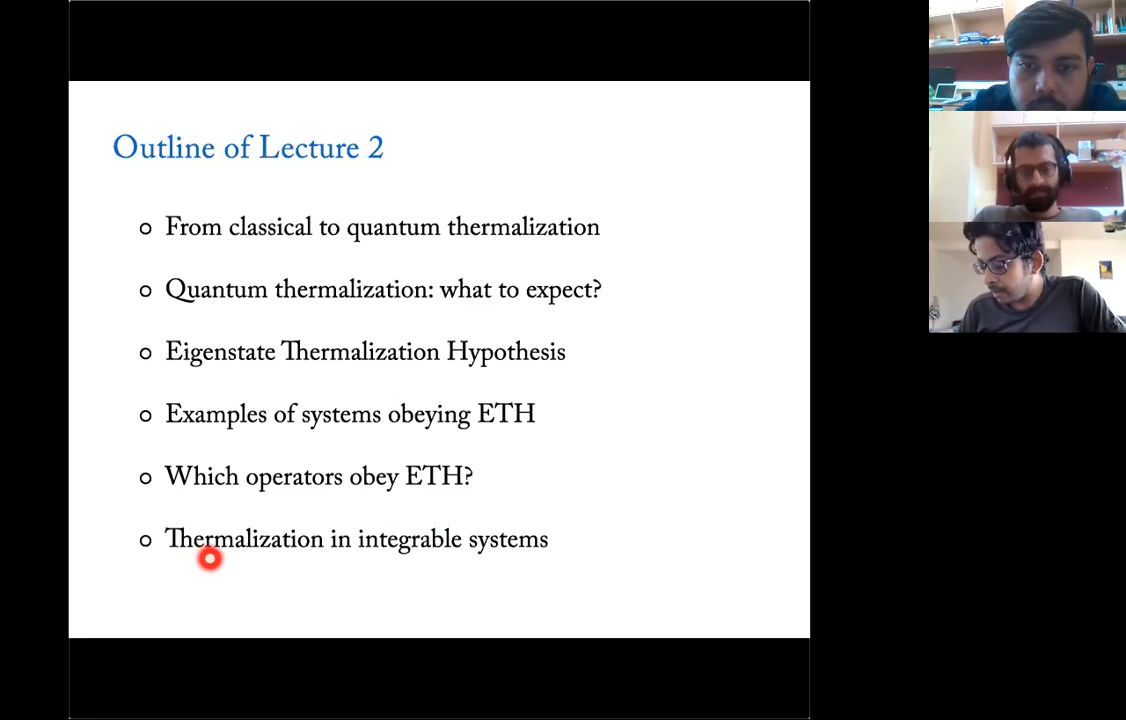 Outline of Lecture 2
From classical to quantum thermalization
Quantum thermalization: what to expect?
Eigenstate Thermalization Hypothesis
Examples of systems obeying ETH
Which operators obey ETH?
Thermalization in integrable systems